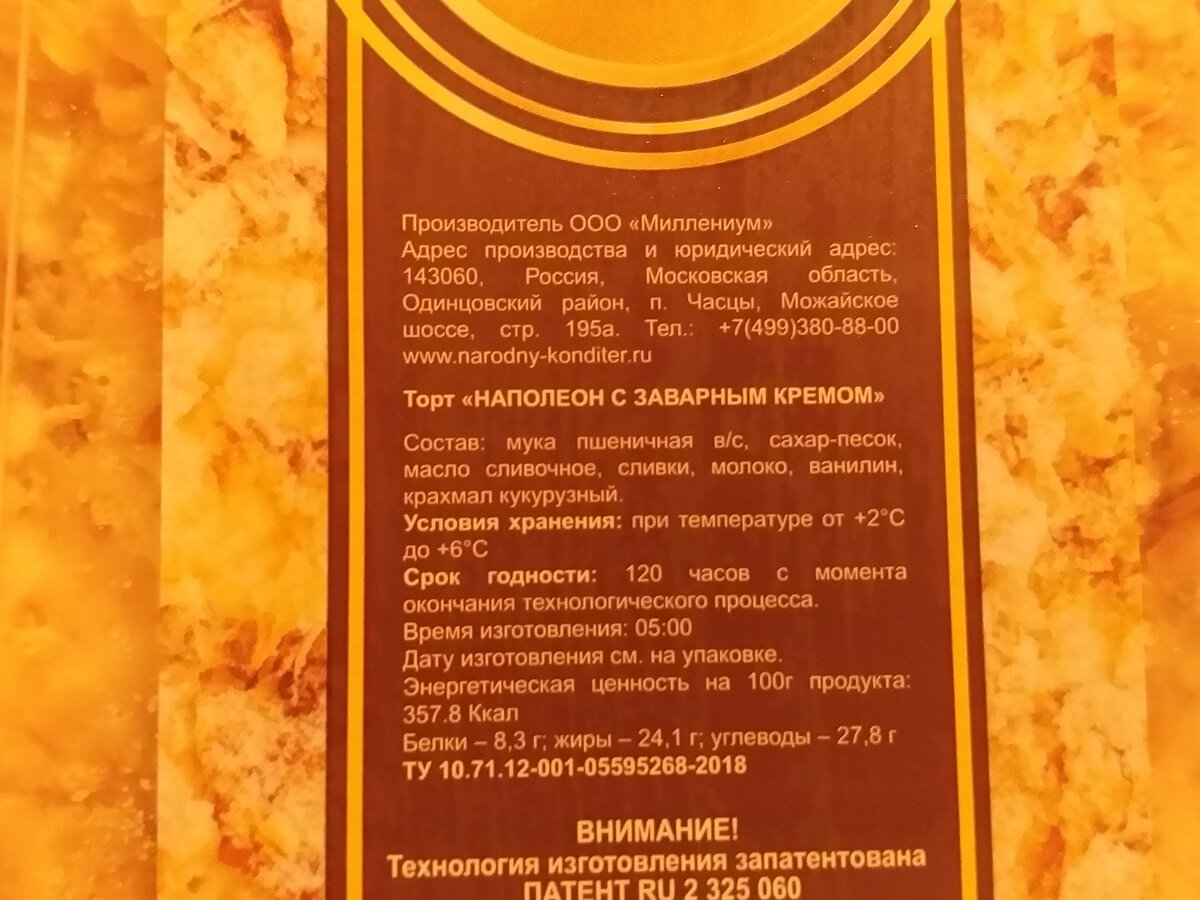 Производитель ООО «Миллениум»
Адрес производства и юридический адрес:
143060, Россия, Московская область,
Одинцовский район, п. Часцы, Можайское
шоссе, стр. 195а. Тел.: +7(499)380-88-00
www.narodny-konditer.ru
Торт «НАПОЛЕОН С ЗАВАРНЫМ КРЕМОМ»
Состав: мука пшеничная в/с, сахар-песок,
масло сливочное, сливки, молоко, ванилин,
крахмал кукурузный.
Условия хранения: при температуре от +2°С
до +6°С
Срок годности: 120 часов с момента
окончания технологического процесса.
Время изготовления: 05:00
Дату изготовления см. на упаковке.
Энергетическая ценность на 100г продукта:
357.8 Ккал
Белки – 8,3 г; жиры – 24,1 г; углеводы – 27,8 г
ТУ 10.71.12-001-05595268-2018
ВНИМАНИЕ!
Технология изготовления запатентована
ПАТЕНТ RU 2 325 060